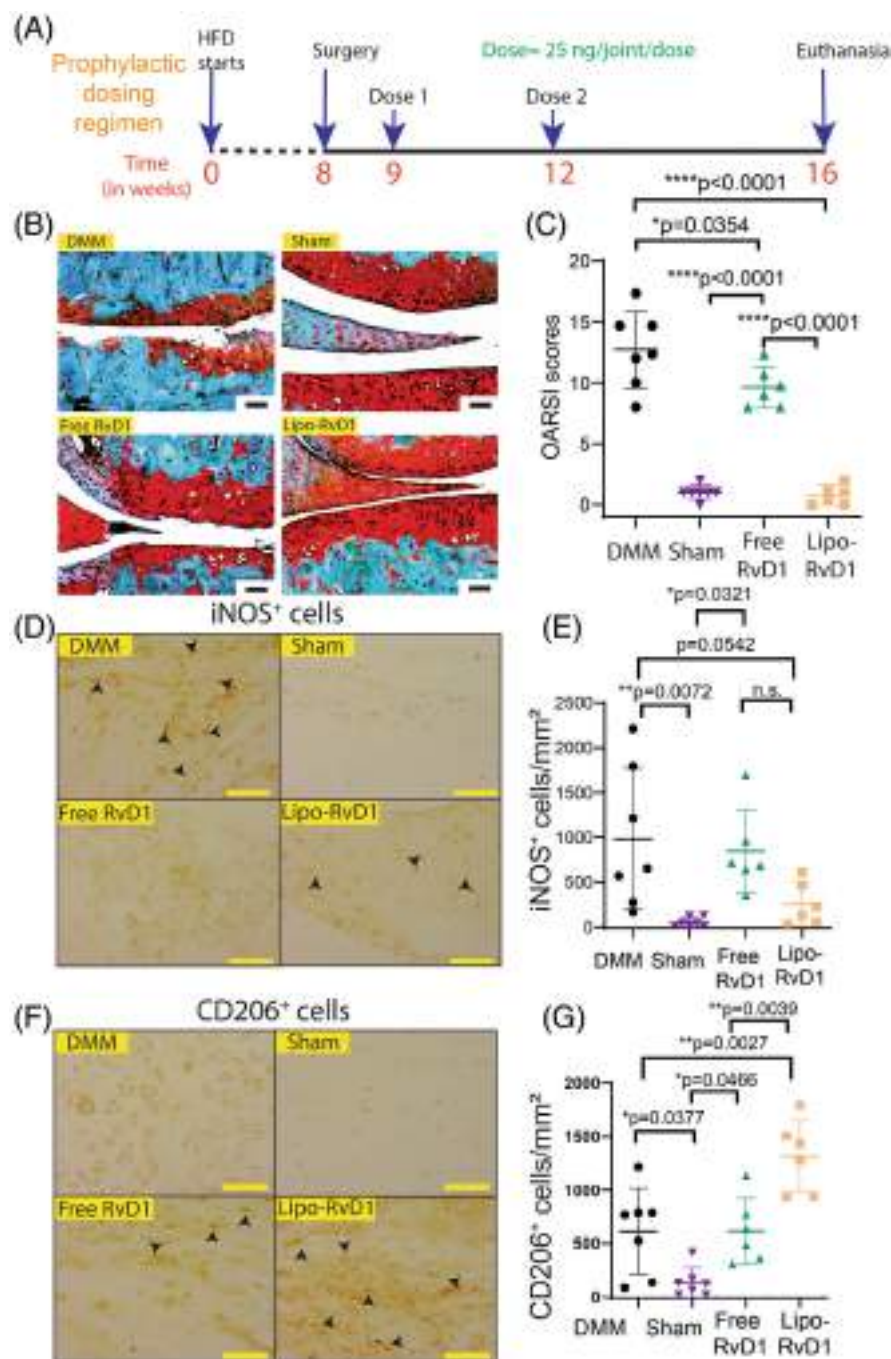 (A)
HFD
starts
Surgery
Dose= 25 ng/joint/dose
Euthanasia
Prophylactic
dosing
regimen
Dose 1
Dose 2
Time
(in weeks)
0
8
9
12
16
(B)
DMM
Sham
Free RvD1
Lipo-RvD1
(C)
****p<0.0001
*p=0.0354
****p<0.0001
****p<0.0001
OARSI scores
20
15
10
5
0
DMM
Sham
Free
RvD1
Lipo-
RvD1
(D)
iNOS⁺ cells
DMM
Sham
Free RvD1
Lipo-RvD1
(E)
*p=0.0321
p=0.0542
**p=0.0072
n.s.
iNOS⁺ cells/mm²
2500
2000
1500
1000
500
0
DMM
Sham
Free
RvD1
Lipo-
RvD1
(F)
CD206⁺ cells
DMM
Sham
Free RvD1
Lipo-RvD1
(G)
**p=0.0039
**p=0.0027
*p=0.0466
*p=0.0377
CD206⁺ cells/mm²
2000
1500
1000
500
0
DMM
Sham
Free
RvD1
Lipo-
RvD1